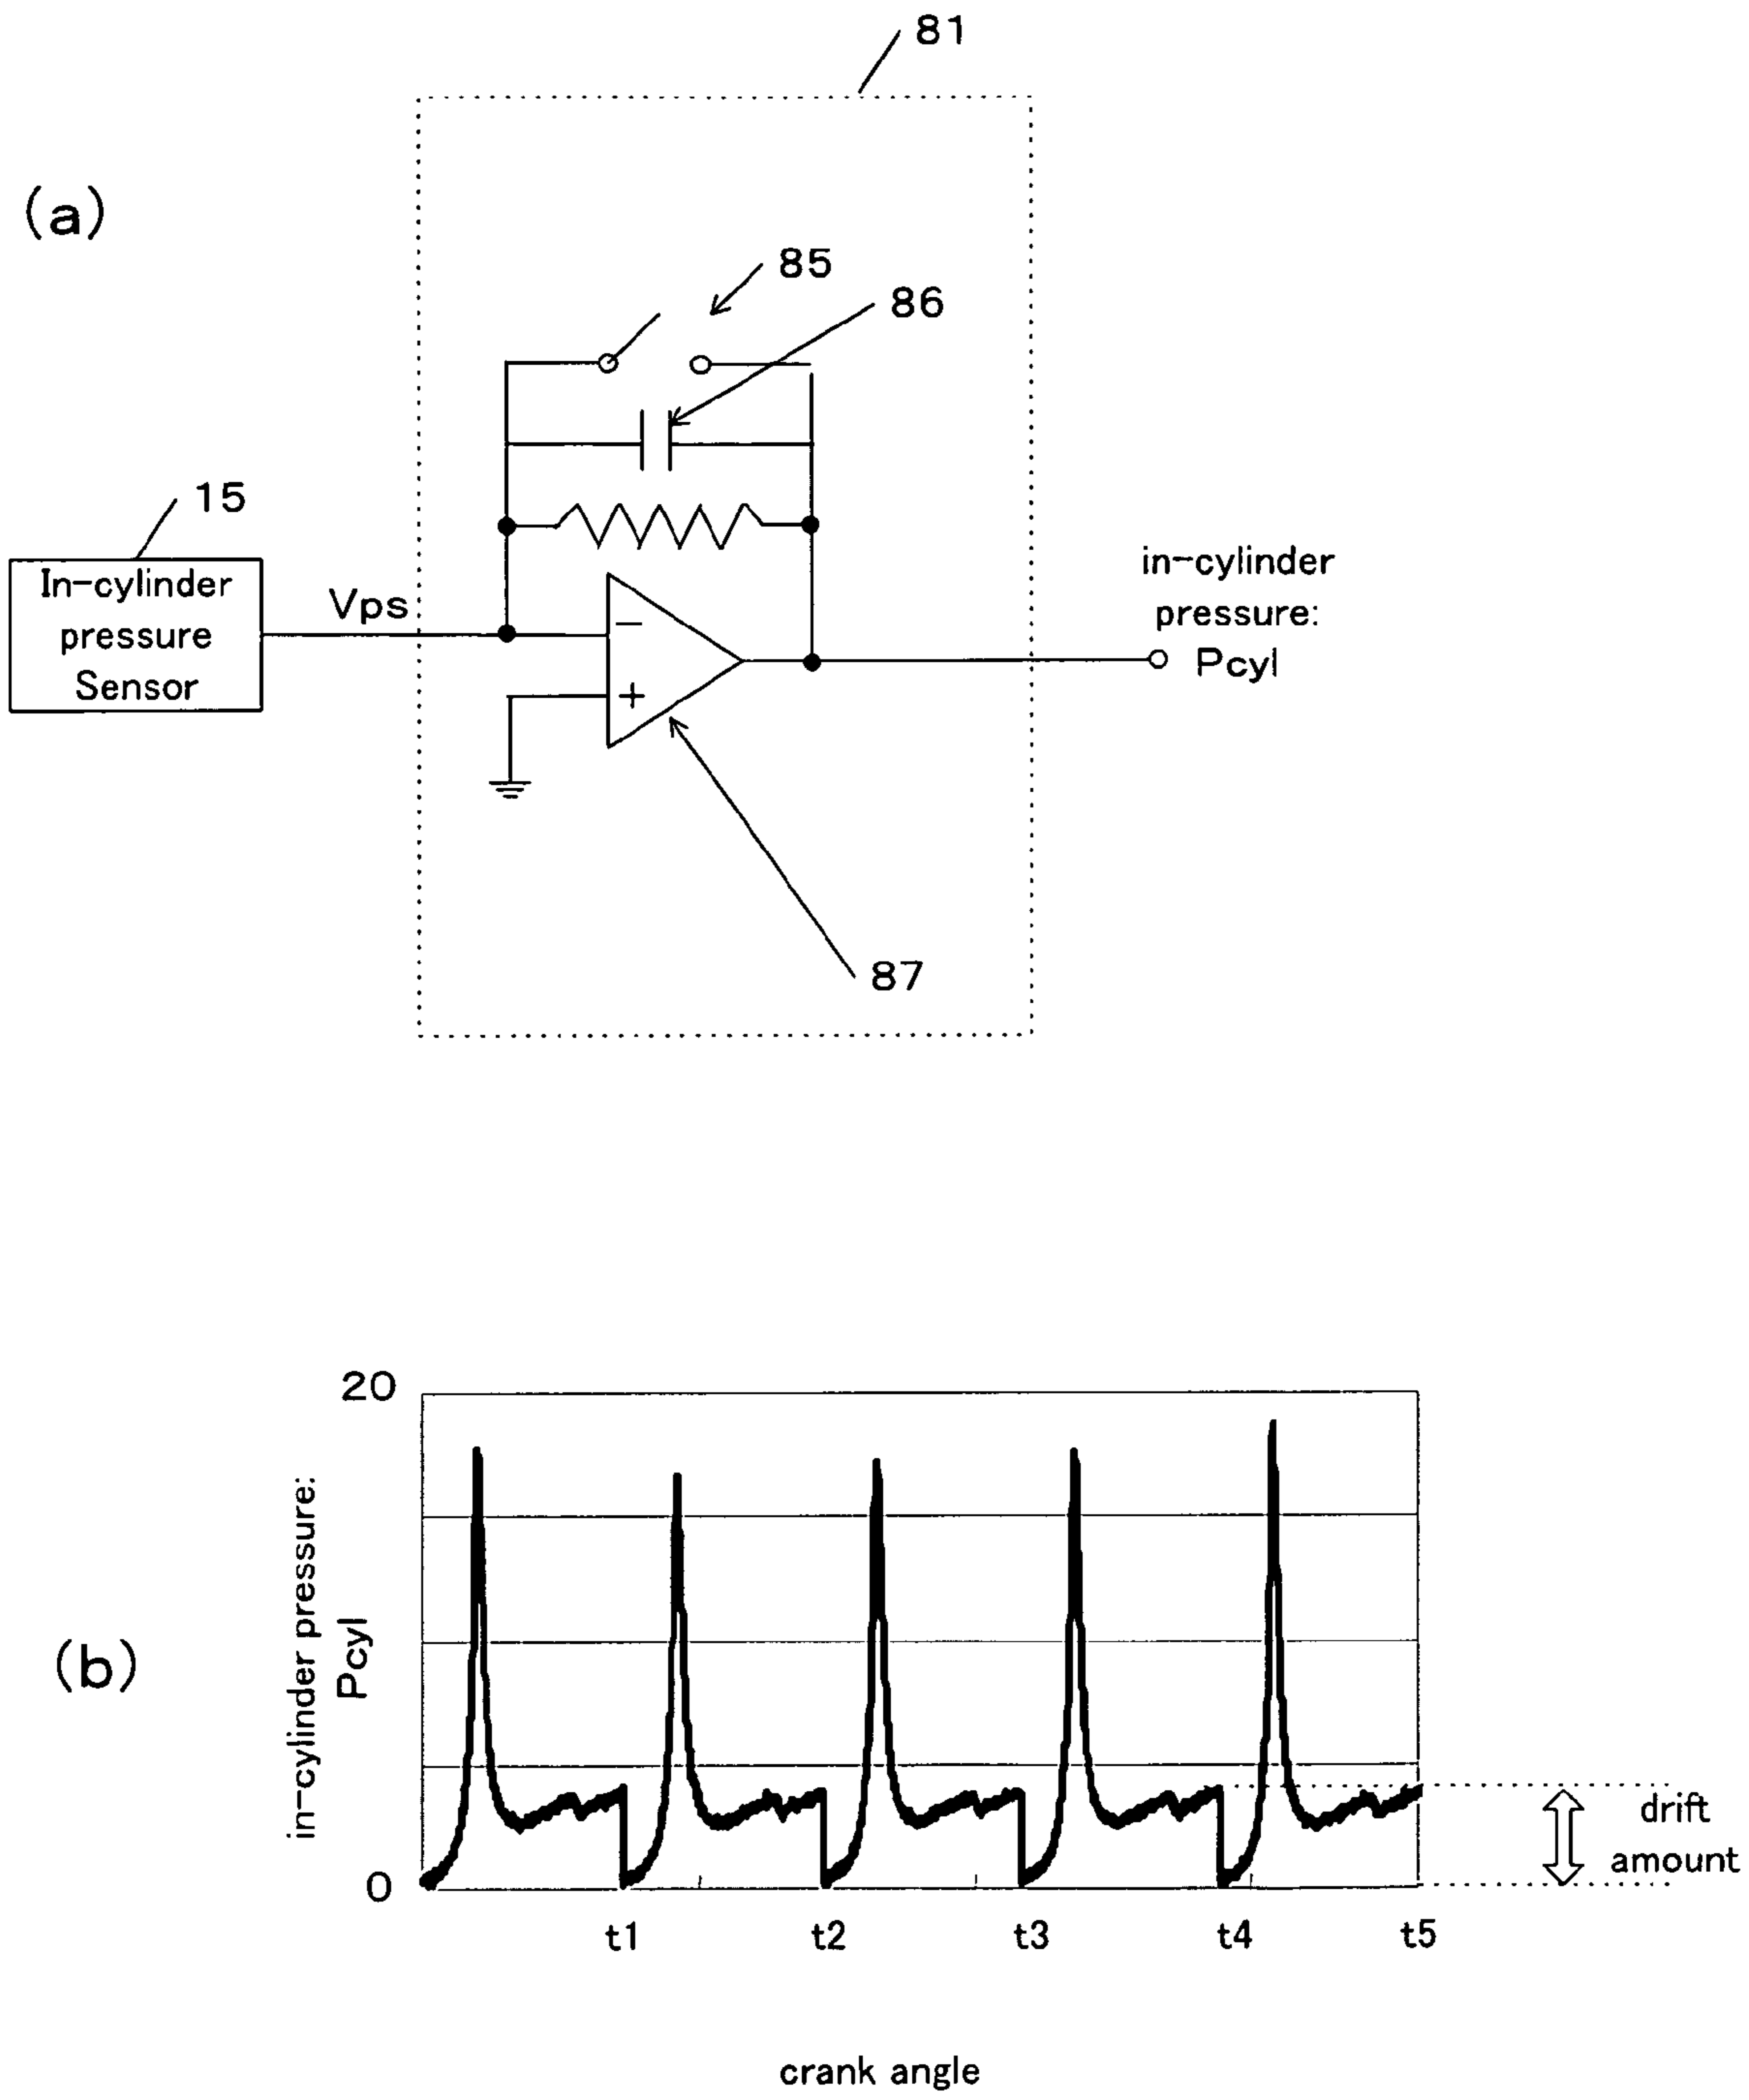 81
(a)
85
86
15
In-cylinder
pressure
Sensor
Vps
−
+
in-cylinder
pressure:
Pcyl
87
(b)
20
0
in-cylinder pressure:
Pcyl
t1
t2
t3
t4
t5
drift
amount
crank angle